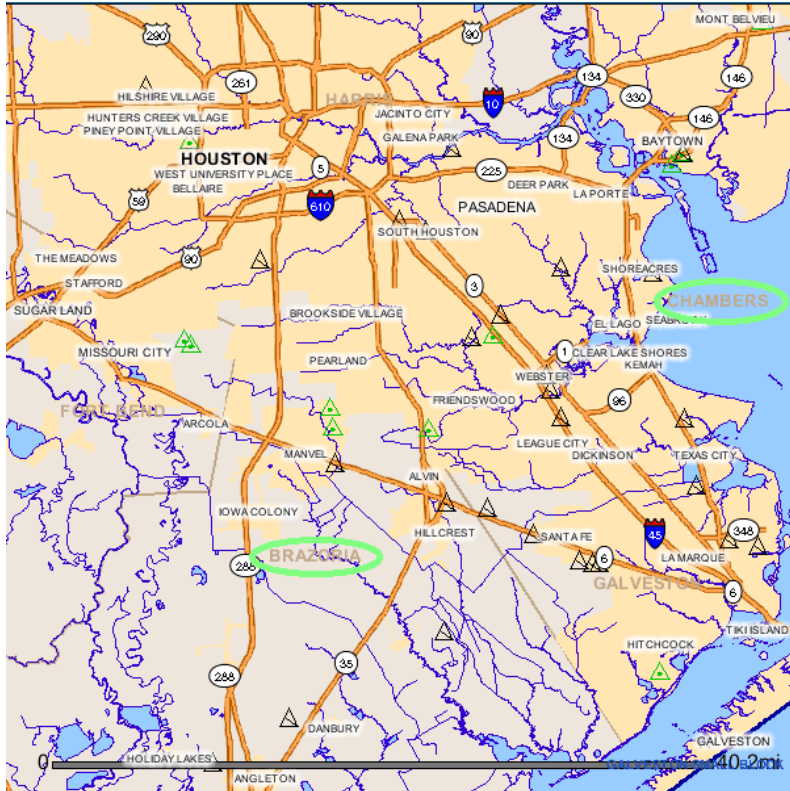 MONT BELVIEU
290
90
134
146
261
HILSHIRE VILLAGE
HARRIS
10
330
JACINTO CITY
HUNTERS CREEK VILLAGE
146
PINEY POINT VILLAGE
GALENA PARK
134
BAYTOWN
HOUSTON
5
WEST UNIVERSITY PLACE
225
BELLAIRE
DEER PARK
LA PORTE
59
610
PASADENA
SOUTH HOUSTON
THE MEADOWS
90
SHOREACRES
STAFFORD
3
CHAMBERS
SUGAR LAND
BROOKSIDE VILLAGE
EL LAGO
MISSOURI CITY
1
CLEAR LAKE SHORES
PEARLAND
KEMAH
WEBSTER
FRIENDSWOOD
96
FORT BEND
ARCOLA
LEAGUE CITY
MANVEL
DICKINSON
TEXAS CITY
ALVIN
IOWA COLONY
HILLCREST
SANTA FE
45
348
BRAZORIA
LA MARQUE
288
6
GALVESTON
6
TIKI ISLAND
HITCHCOCK
35
288
DANBURY
GALVESTON
HOLIDAY LAKES
0
40.2mi
ANGLETON